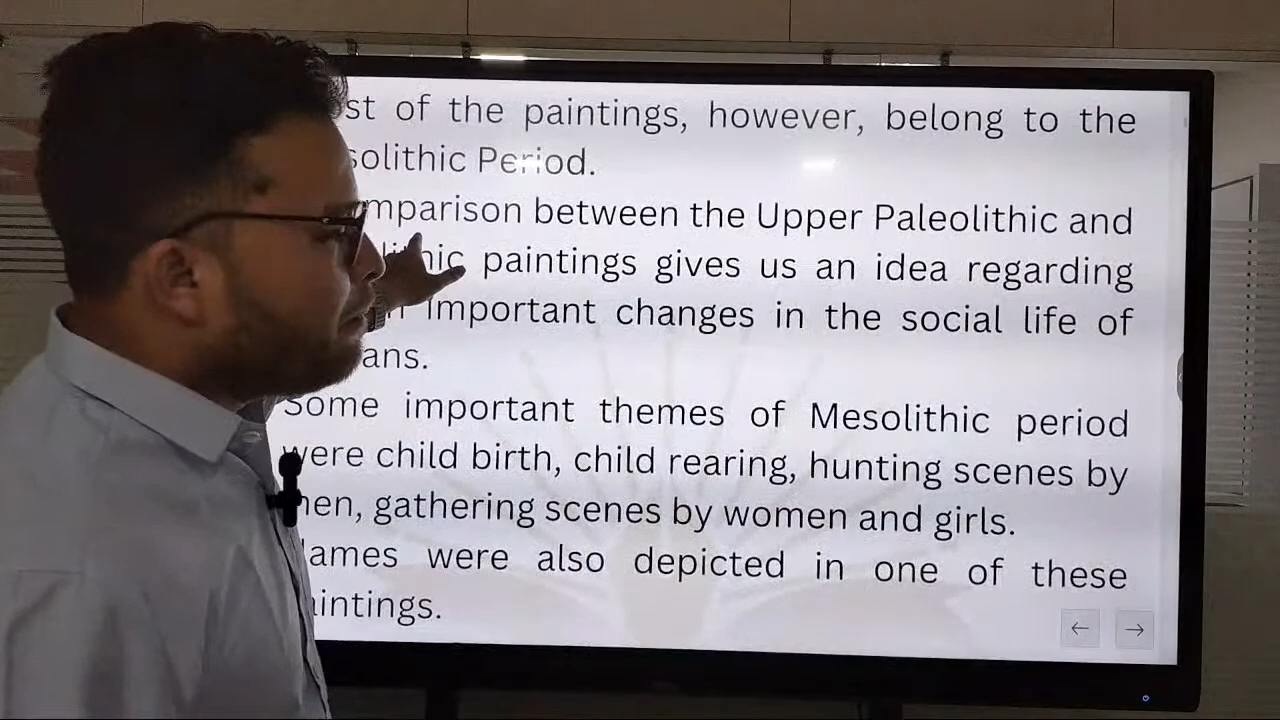 st of the paintings, however, belong to the
solithic Period.
mparison between the Upper Paleolithic and
hic paintings gives us an idea regarding
important changes in the social life of
ans.
Some important themes of Mesolithic period
were child birth, child rearing, hunting scenes by
men, gathering scenes by women and girls.
ames were also depicted in one of these
aintings.